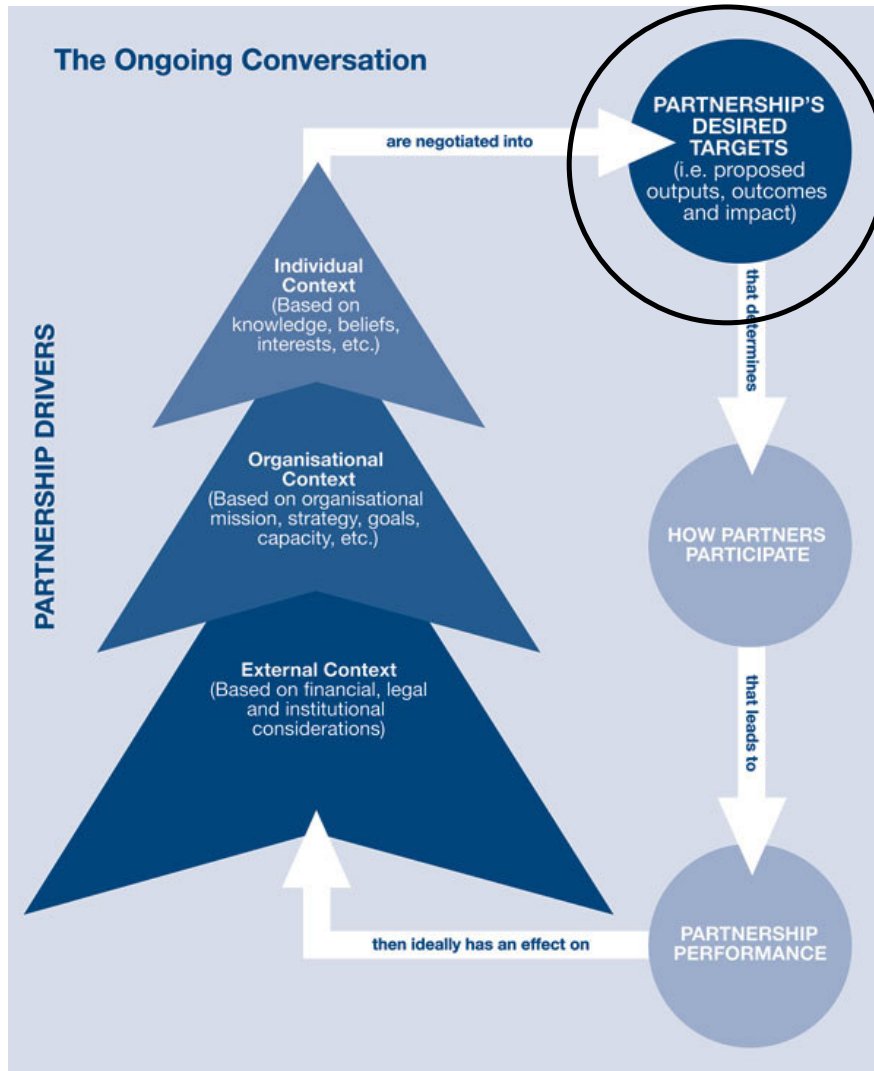 The Ongoing Conversation
PARTNERSHIP'S
DESIRED
TARGETS
(i.e. proposed
outputs, outcomes
and impact)
are negotiated into
that determines
Individual
Context
(Based on
knowledge, beliefs,
interests, etc.)
PARTNERSHIP DRIVERS
Organisational
Context
(Based on organisational
mission, strategy, goals,
capacity, etc.)
HOW PARTNERS
PARTICIPATE
External Context
(Based on financial, legal
and institutional
considerations)
that leads to
PARTNERSHIP
PERFORMANCE
then ideally has an effect on